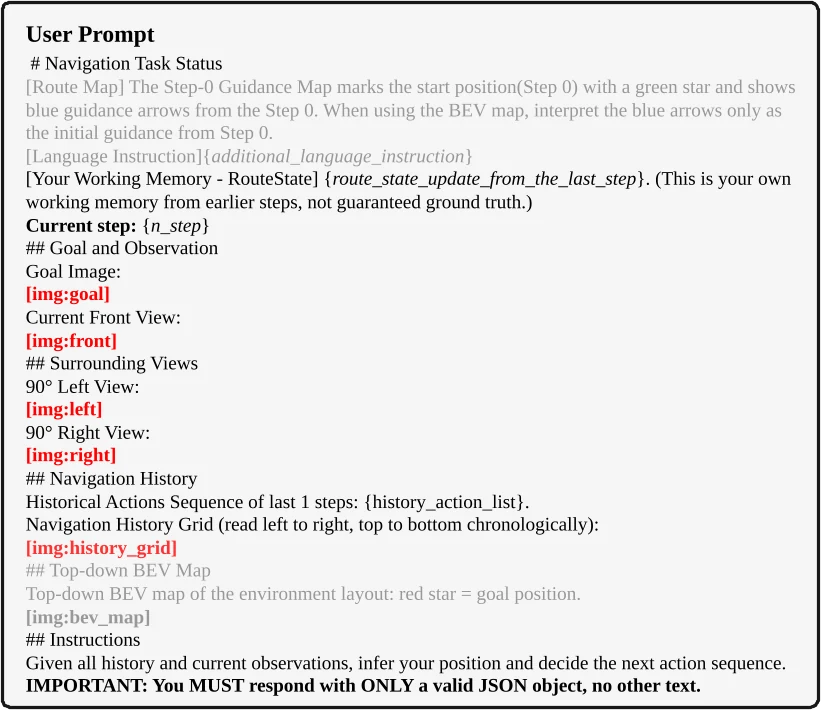 User Prompt
# Navigation Task Status
[Route Map] The Step-0 Guidance Map marks the start position(Step 0) with a green star and shows
blue guidance arrows from the Step 0. When using the BEV map, interpret the blue arrows only as
the initial guidance from Step 0.
[Language Instruction]{additional_language_instruction}
[Your Working Memory - RouteState] {route_state_update_from_the_last_step}. (This is your own
working memory from earlier steps, not guaranteed ground truth.)
Current step: {n_step}
## Goal and Observation
Goal Image:
[img:goal]
Current Front View:
[img:front]
## Surrounding Views
90° Left View:
[img:left]
90° Right View:
[img:right]
## Navigation History
Historical Actions Sequence of last 1 steps: {history_action_list}.
Navigation History Grid (read left to right, top to bottom chronologically):
[img:history_grid]
## Top-down BEV Map
Top-down BEV map of the environment layout: red star = goal position.
[img:bev_map]
## Instructions
Given all history and current observations, infer your position and decide the next action sequence.
IMPORTANT: You MUST respond with ONLY a valid JSON object, no other text.